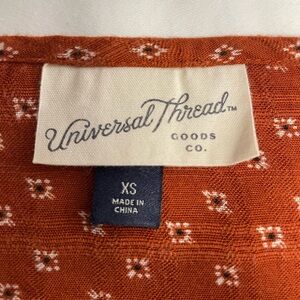 Universal Thread™
GOODS
CO.
XS
MADE IN
CHINA